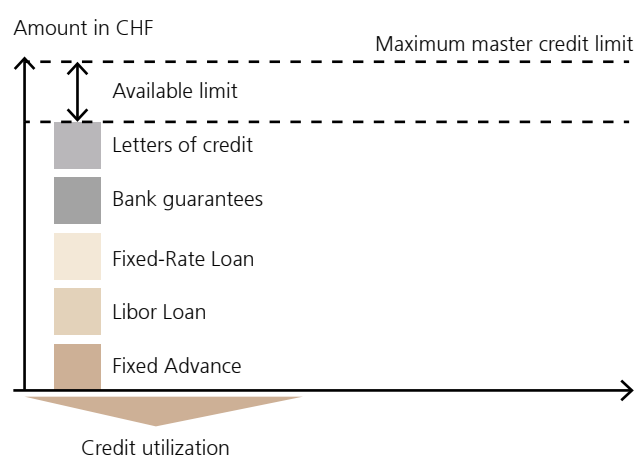 Amount in CHF
Maximum master credit limit
Available limit
Letters of credit
Bank guarantees
Fixed-Rate Loan
Libor Loan
Fixed Advance
Credit utilization